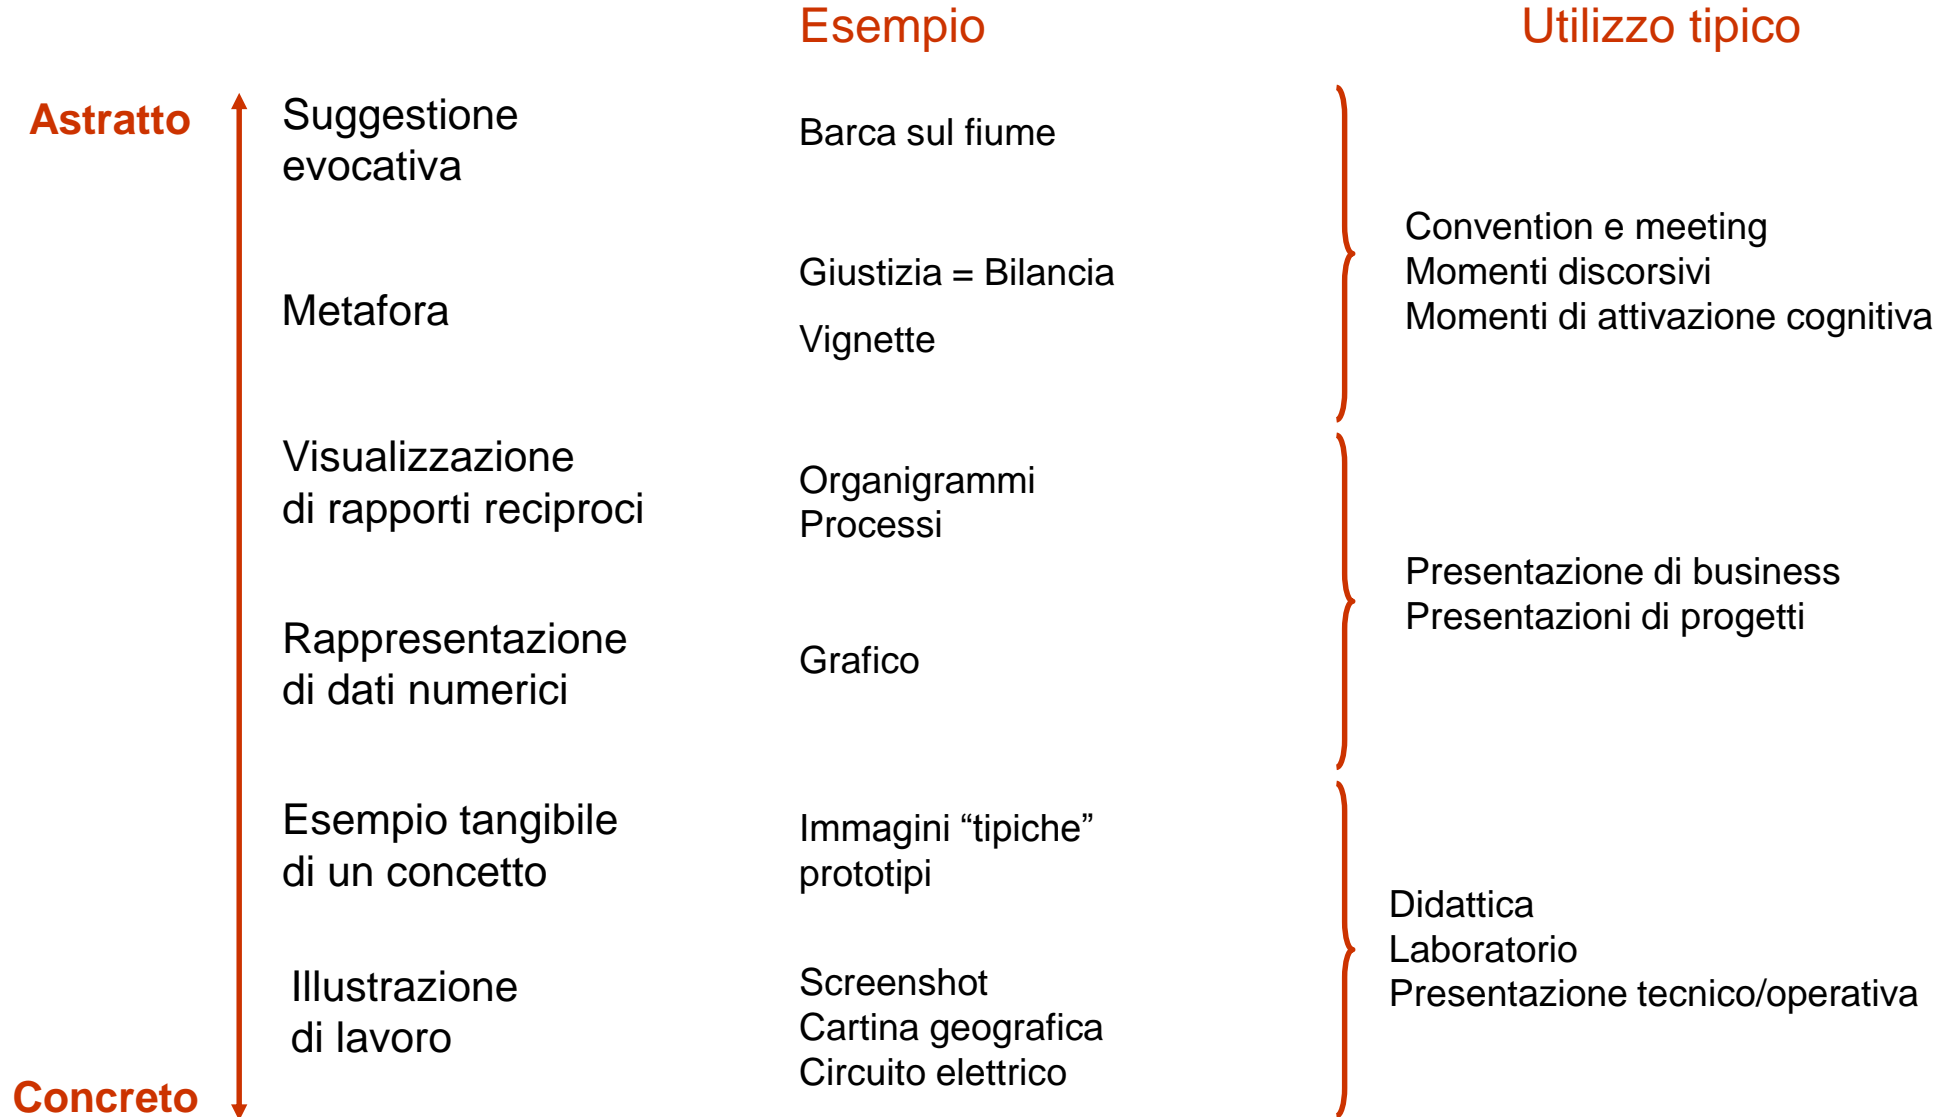 Esempio
Utilizzo tipico
Astratto
Suggestione
evocativa
Barca sul fiume
Metafora
Giustizia = Bilancia
Vignette
Convention e meeting
Momenti discorsivi
Momenti di attivazione cognitiva
Visualizzazione
di rapporti reciproci
Organigrammi
Processi
Rappresentazione
di dati numerici
Grafico
Presentazione di business
Presentazioni di progetti
Esempio tangibile
di un concetto
Immagini “tipiche”
prototipi
Illustrazione
di lavoro
Screenshot
Cartina geografica
Circuito elettrico
Didattica
Laboratorio
Presentazione tecnico/operativa
Concreto